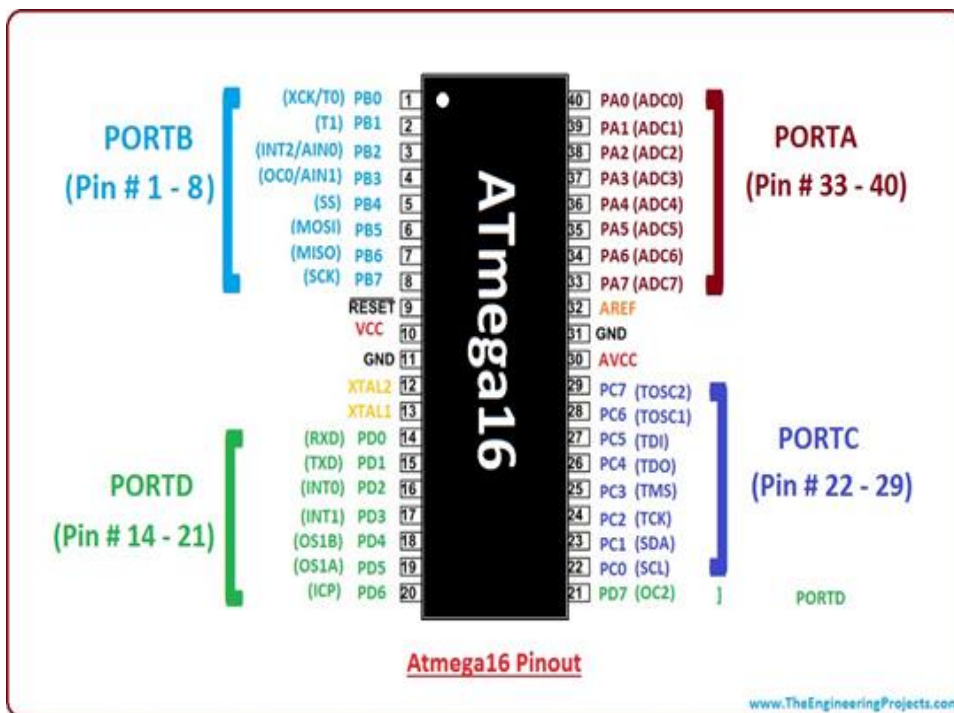 PORTB
(Pin # 1 - 8)
(XCK/T0) PB0 1
(T1) PB1 2
(INT2/AIN0) PB2 3
(OC0/AIN1) PB3 4
(SS) PB4 5
(MOSI) PB5 6
(MISO) PB6 7
(SCK) PB7 8
RESET 9
VCC 10
GND 11
XTAL2 12
XTAL1 13
PORTD
(Pin # 14 - 21)
(RXD) PD0 14
(TXD) PD1 15
(INT0) PD2 16
(INT1) PD3 17
(OS1B) PD4 18
(OS1A) PD5 19
(ICP) PD6 20
ATmega16
40 PA0 (ADC0)
39 PA1 (ADC1)
38 PA2 (ADC2)
37 PA3 (ADC3)
36 PA4 (ADC4)
35 PA5 (ADC5)
34 PA6 (ADC6)
33 PA7 (ADC7)
PORTA
(Pin # 33 - 40)
32 AREF
31 GND
30 AVCC
29 PC7 (TOSC2)
28 PC6 (TOSC1)
27 PC5 (TDI)
26 PC4 (TDO)
25 PC3 (TMS)
24 PC2 (TCK)
23 PC1 (SDA)
22 PC0 (SCL)
PORTC
(Pin # 22 - 29)
21 PD7 (OC2) ] PORTD
Atmega16 Pinout
www.TheEngineeringProjects.com